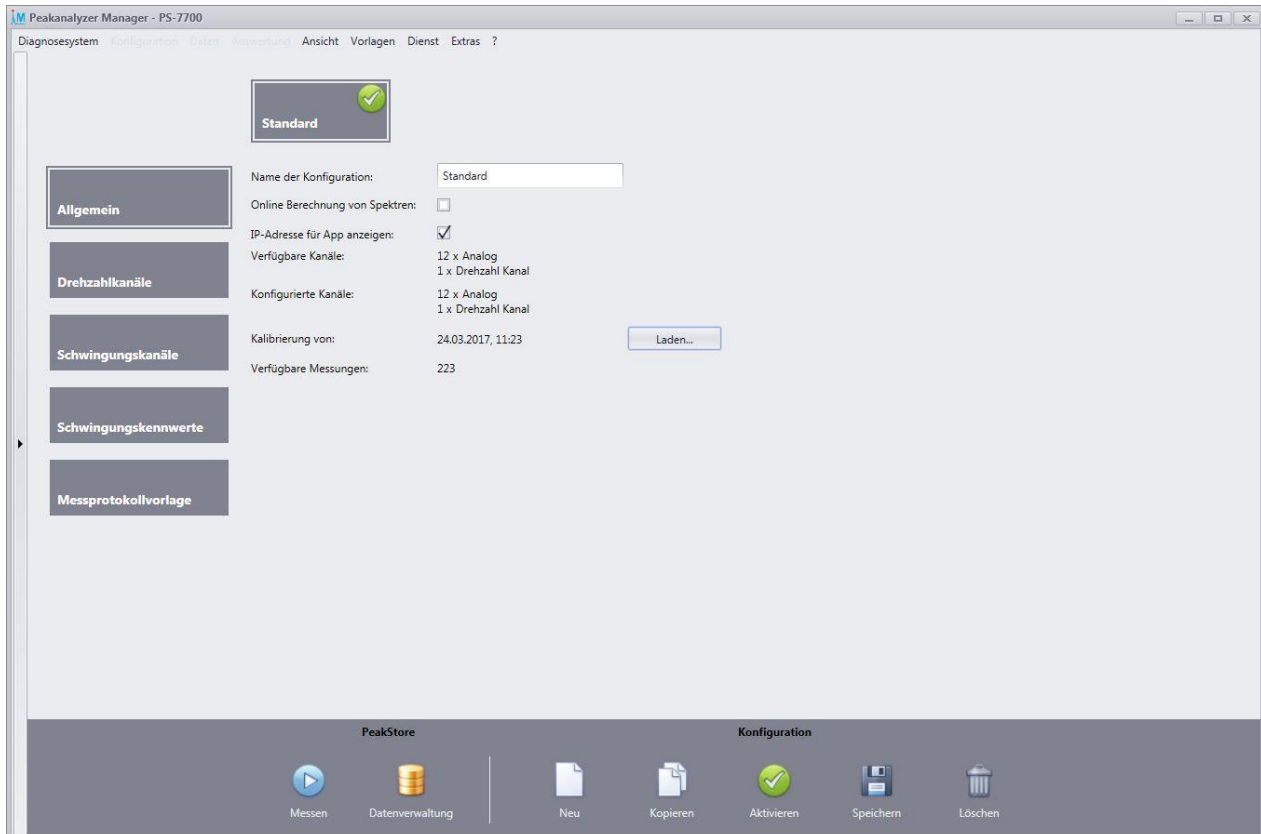 Peakanalyzer Manager - PS-7700
Diagnosesystem Konfiguration Daten Auswertung Ansicht Vorlagen Dienst Extras ?
Standard
Allgemein
Drehzahlkanäle
Schwingungskanäle
Schwingungskennwerte
Messprotokollvorlage
Name der Konfiguration: Standard
Online Berechnung von Spektren:
IP-Adresse für App anzeigen:
Verfügbare Kanäle: 12 x Analog
1 x Drehzahl Kanal
Konfigurierte Kanäle: 12 x Analog
1 x Drehzahl Kanal
Kalibrierung von: 24.03.2017, 11:23 Laden...
Verfügbare Messungen: 223
PeakStore Konfiguration
Messen Datenverwaltung Neu Kopieren Aktivieren Speichern Löschen